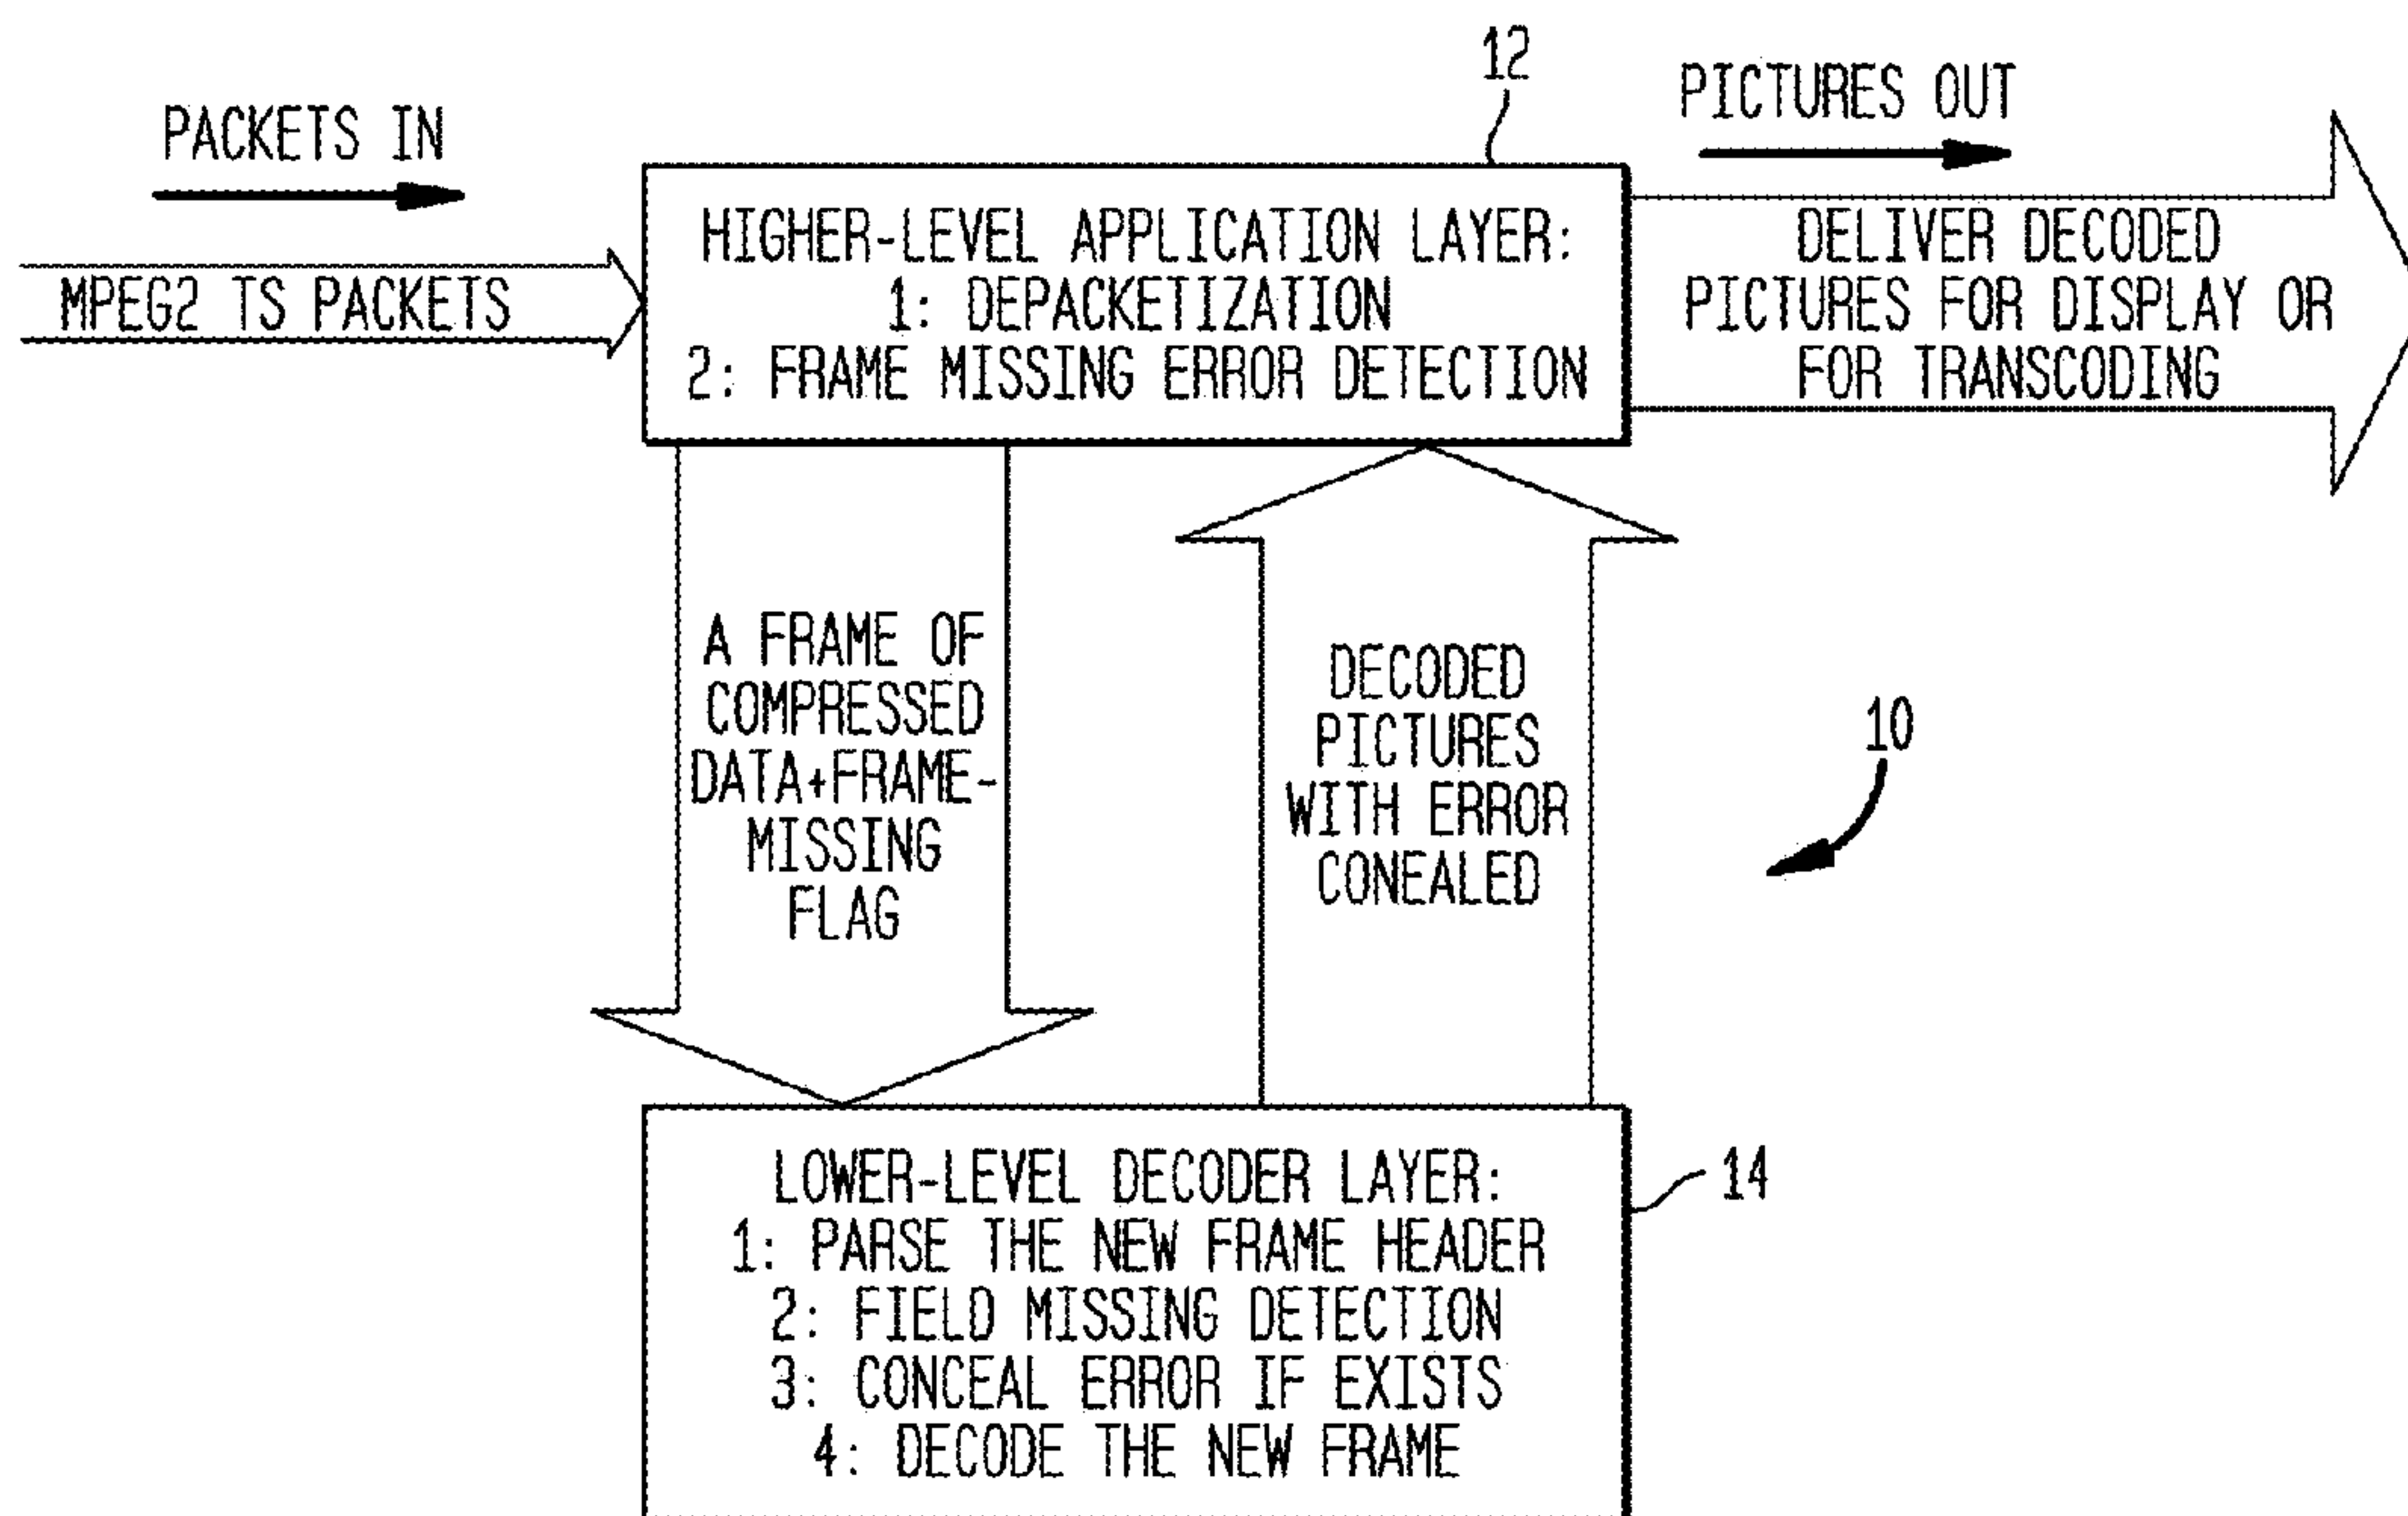 12
PACKETS IN
PICTURES OUT
MPEG2 TS PACKETS
HIGHER-LEVEL APPLICATION LAYER:
1: DEPACKETIZATION
2: FRAME MISSING ERROR DETECTION
DELIVER DECODED
PICTURES FOR DISPLAY OR
FOR TRANSCODING
A FRAME OF
COMPRESSED
DATA+FRAME-
MISSING
FLAG
DECODED
PICTURES
WITH ERROR
CONEALED
10
LOWER-LEVEL DECODER LAYER:
1: PARSE THE NEW FRAME HEADER
2: FIELD MISSING DETECTION
3: CONCEAL ERROR IF EXISTS
4: DECODE THE NEW FRAME
14